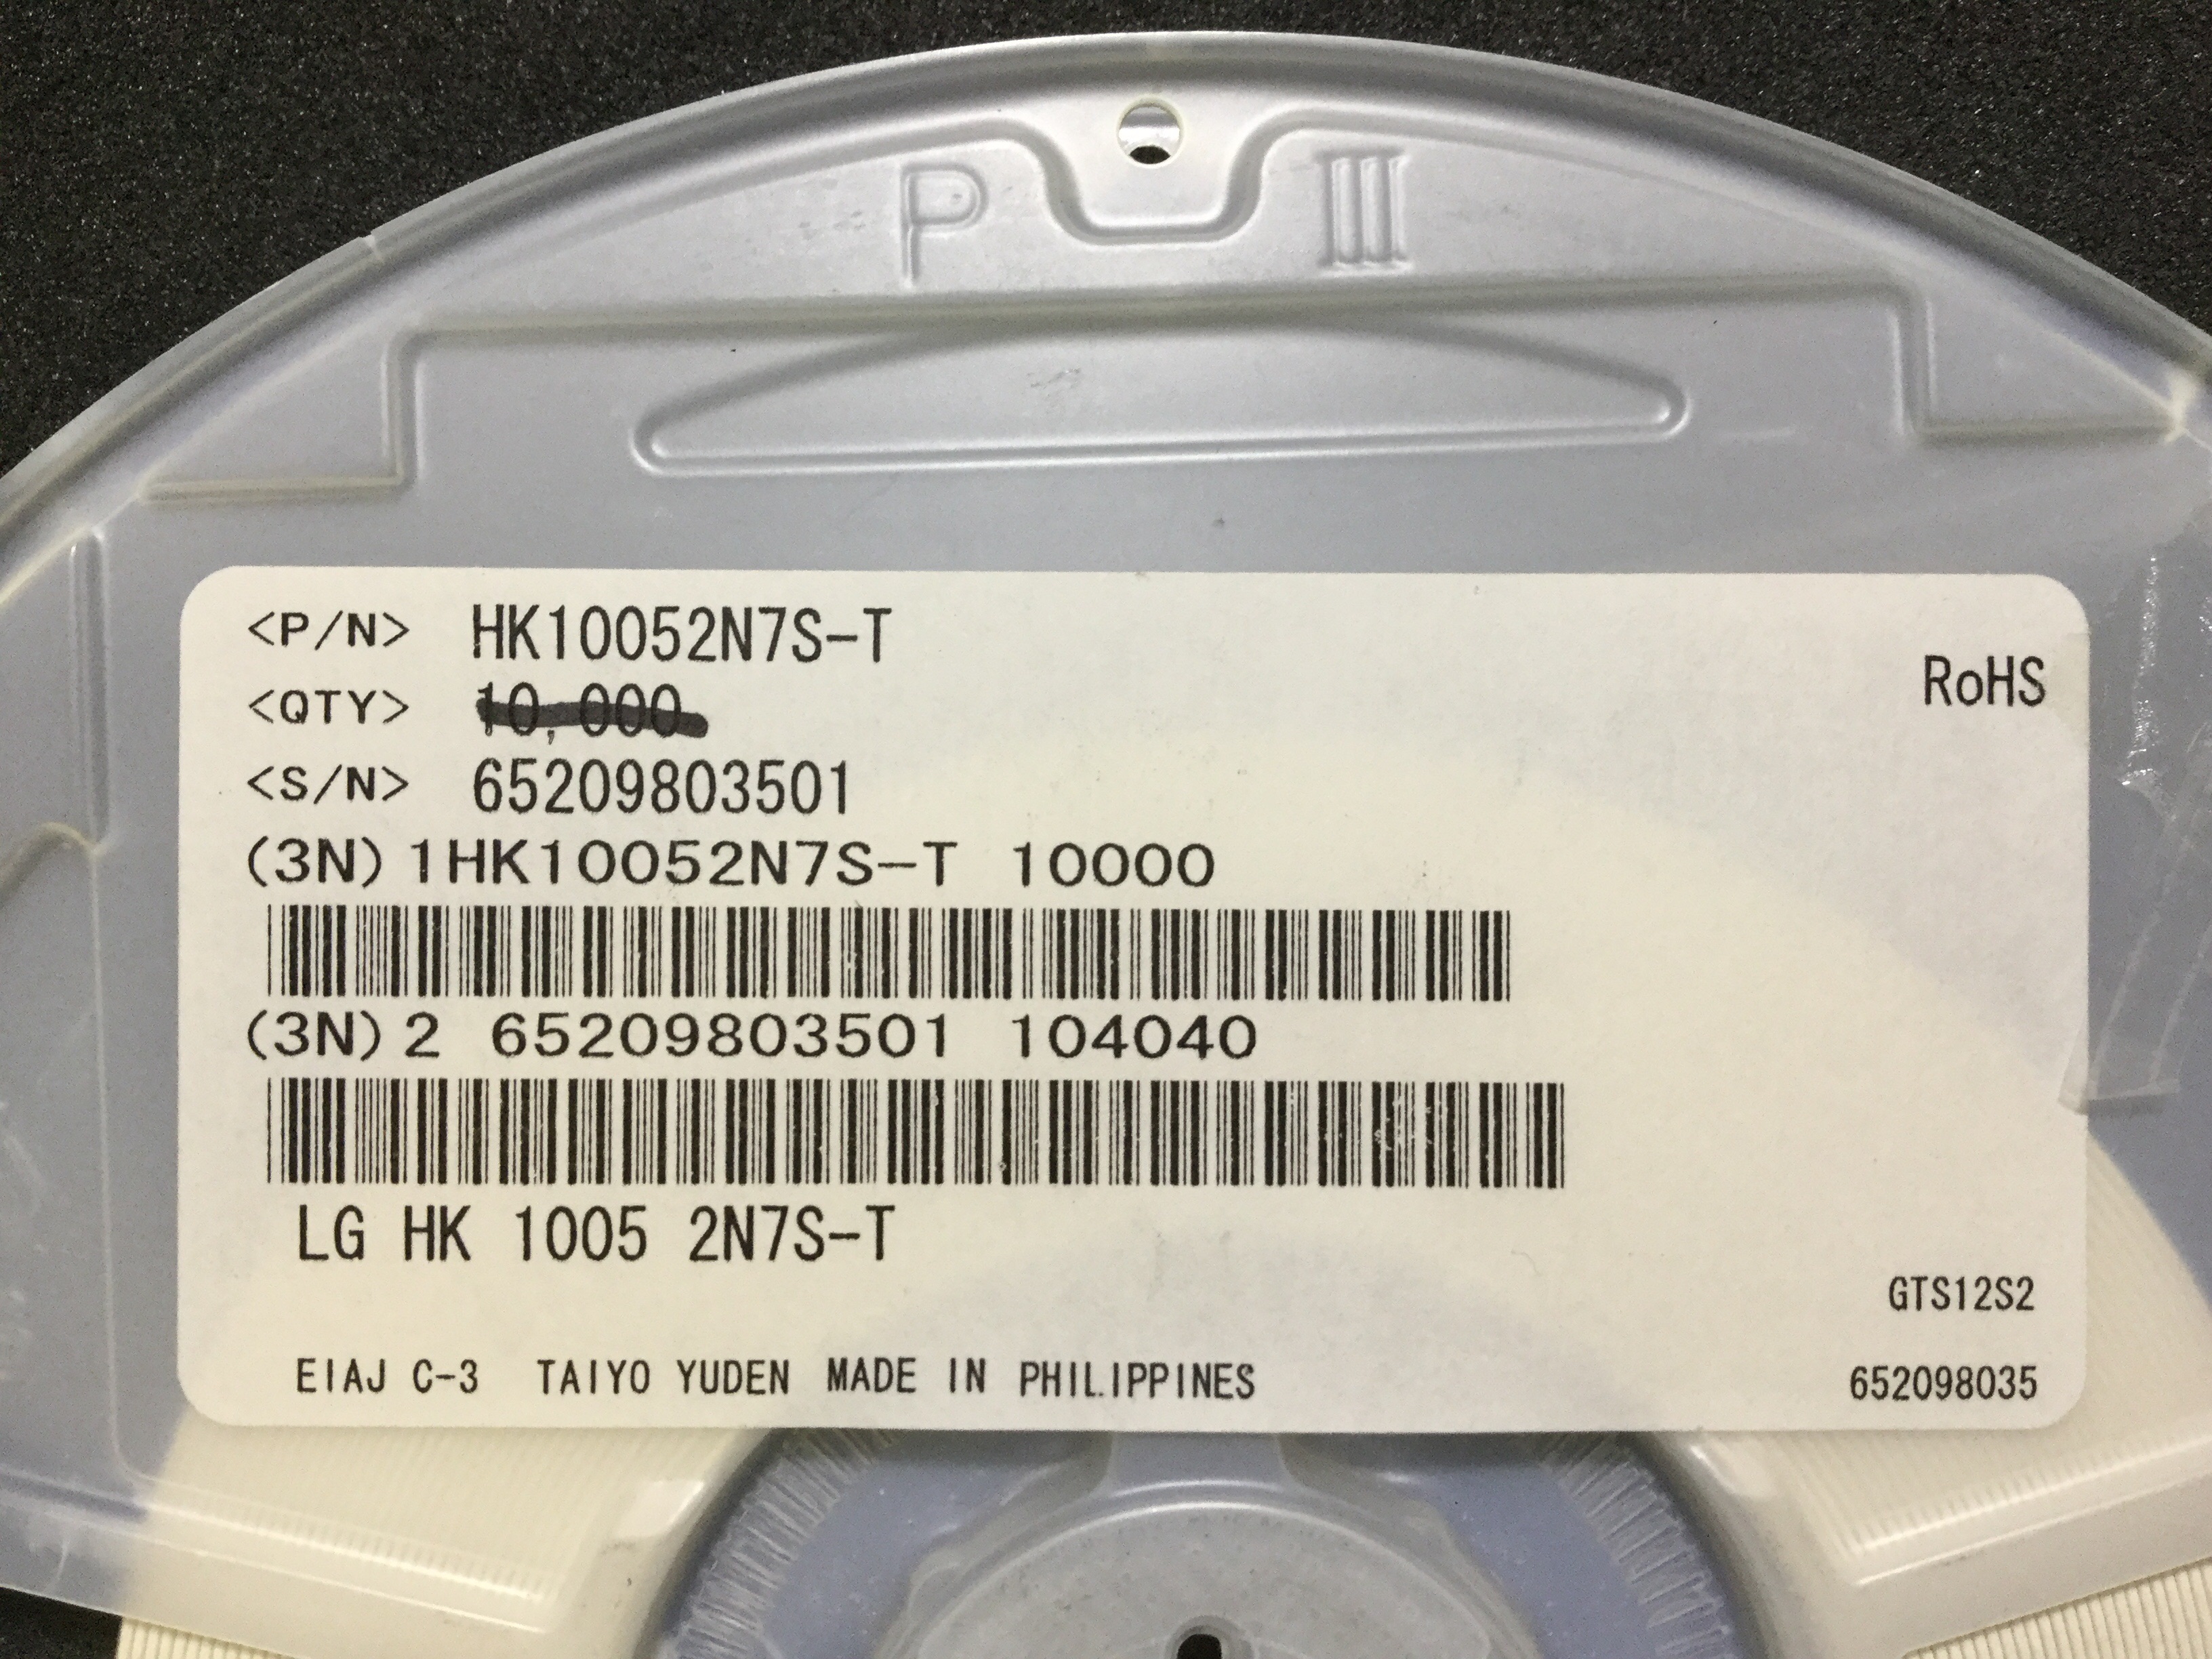 P III
<P/N> HK10052N7S-T
RoHS
<QTY> 10,000
<S/N> 65209803501
(3N) 1HK10052N7S-T 10000
(3N) 2 65209803501 104040
LG HK 1005 2N7S-T
GTS12S2
EIAJ C-3 TAIYO YUDEN MADE IN PHILIPPINES
652098035